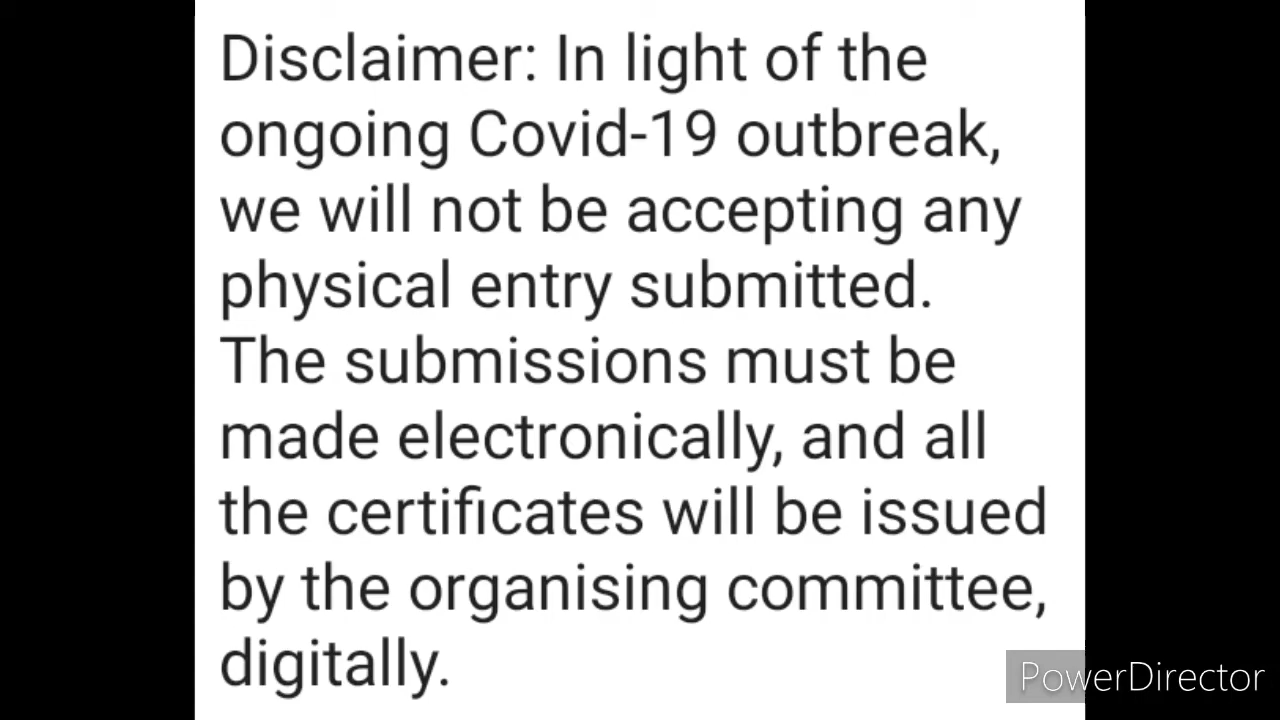 Disclaimer: In light of the
ongoing Covid-19 outbreak,
we will not be accepting any
physical entry submitted.
The submissions must be
made electronically, and all
the certificates will be issued
by the organising committee,
digitally.
PowerDirector